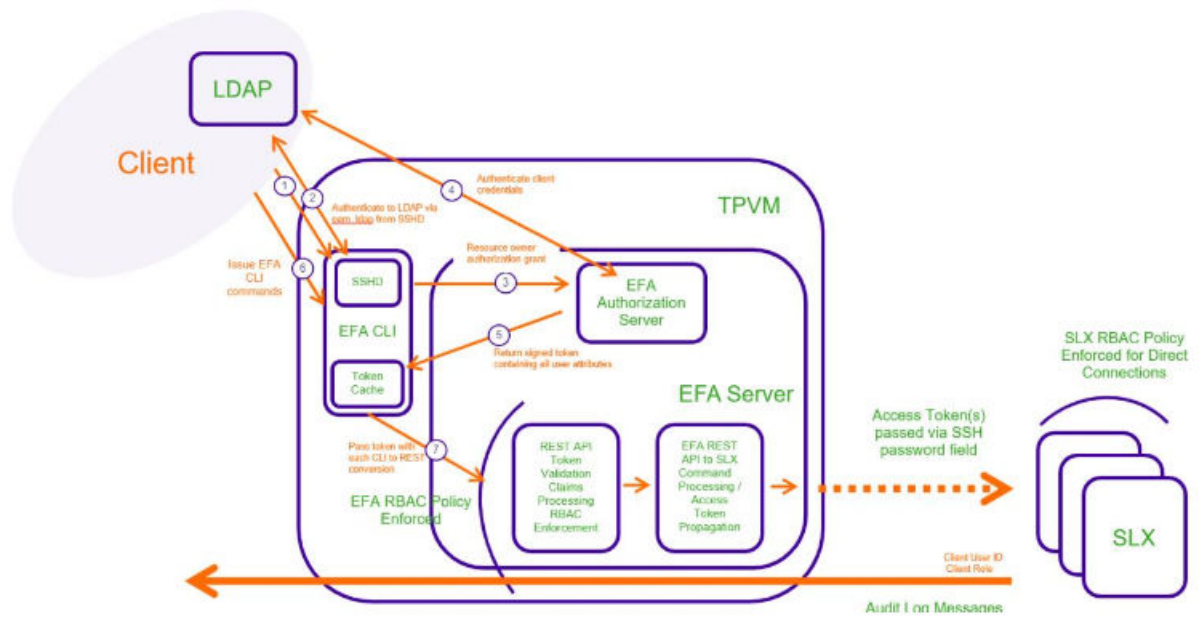 LDAP
Client
1
2
4
Authenticate client
credentials
TPVM
Authenticate to LDAP via
pam_ldap from SSHD
Issue EFA
CLI
commands
6
SSHD
EFA CLI
Token
Cache
Resource owner
authorization grant
3
EFA
Authorization
Server
5
Return signed token
containing all user attributes
EFA Server
Pass token with
each CLI to REST
conversion
7
EFA RBAC Policy
Enforced
REST API
Token
Validation
Claims
Processing
RBAC
Enforcement
EFA REST
API to SLX
Command
Processing /
Access
Token
Propagation
Access Token(s)
passed via SSH
password field
SLX RBAC Policy
Enforced for Direct
Connections
SLX
Client User ID
Client Role
Audit Log Messages